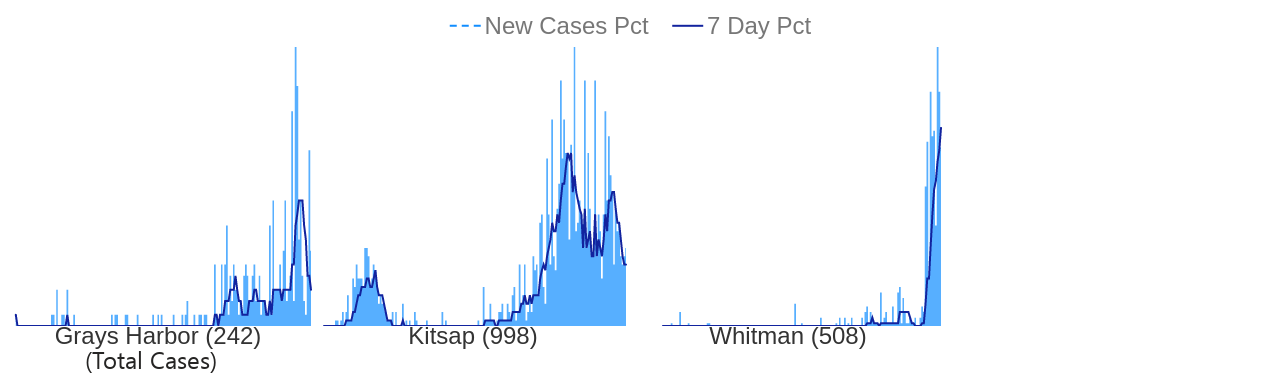 New Cases Pct 7 Day Pct
Grays Harbor (242) Kitsap (998) Whitman (508)
(Total Cases)